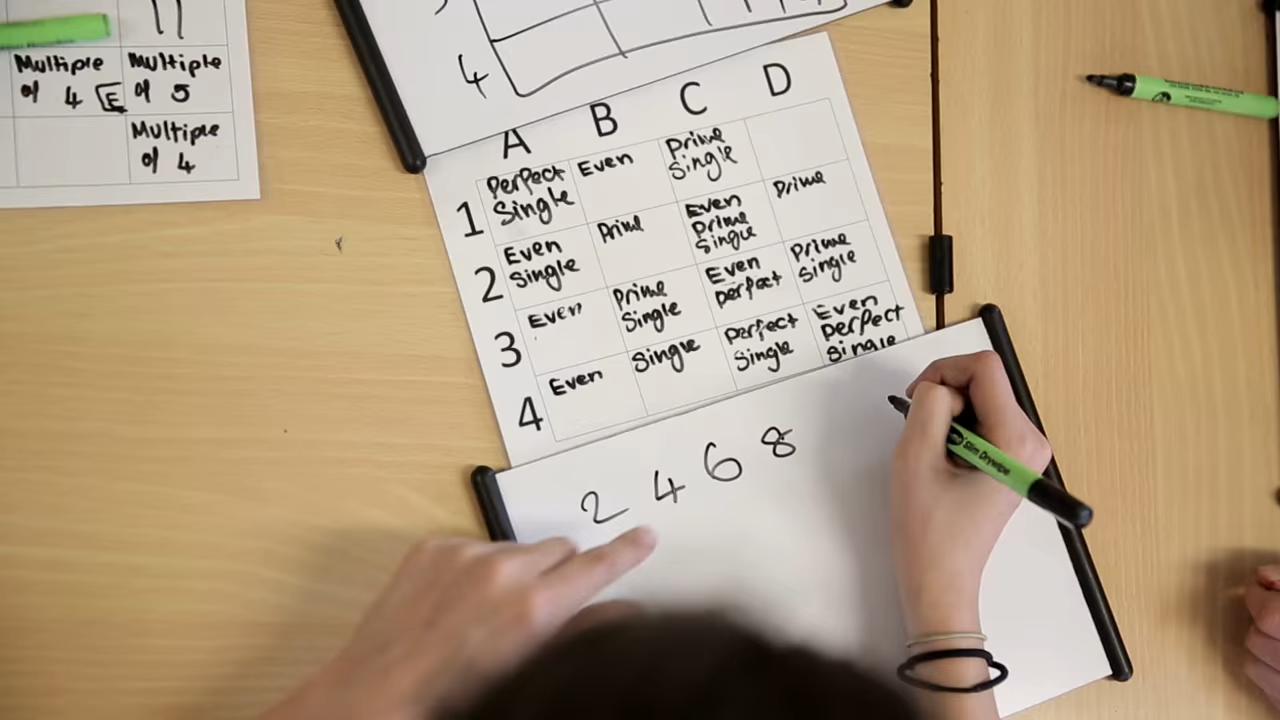 11
Multiple
of 4 E
Multiple
of 5
Multiple
of 4
4
A B C D
1
Perfect
Single
Even
Prime
Single
2
Even
Single
Prime
Even
Prime
Single
Prime
3
Even
Prime
Single
Even
perfect
Prime
Single
4
Even
Single
Perfect
Single
Even
Perfect
Single
2 4 6 8
Slim Drywipe